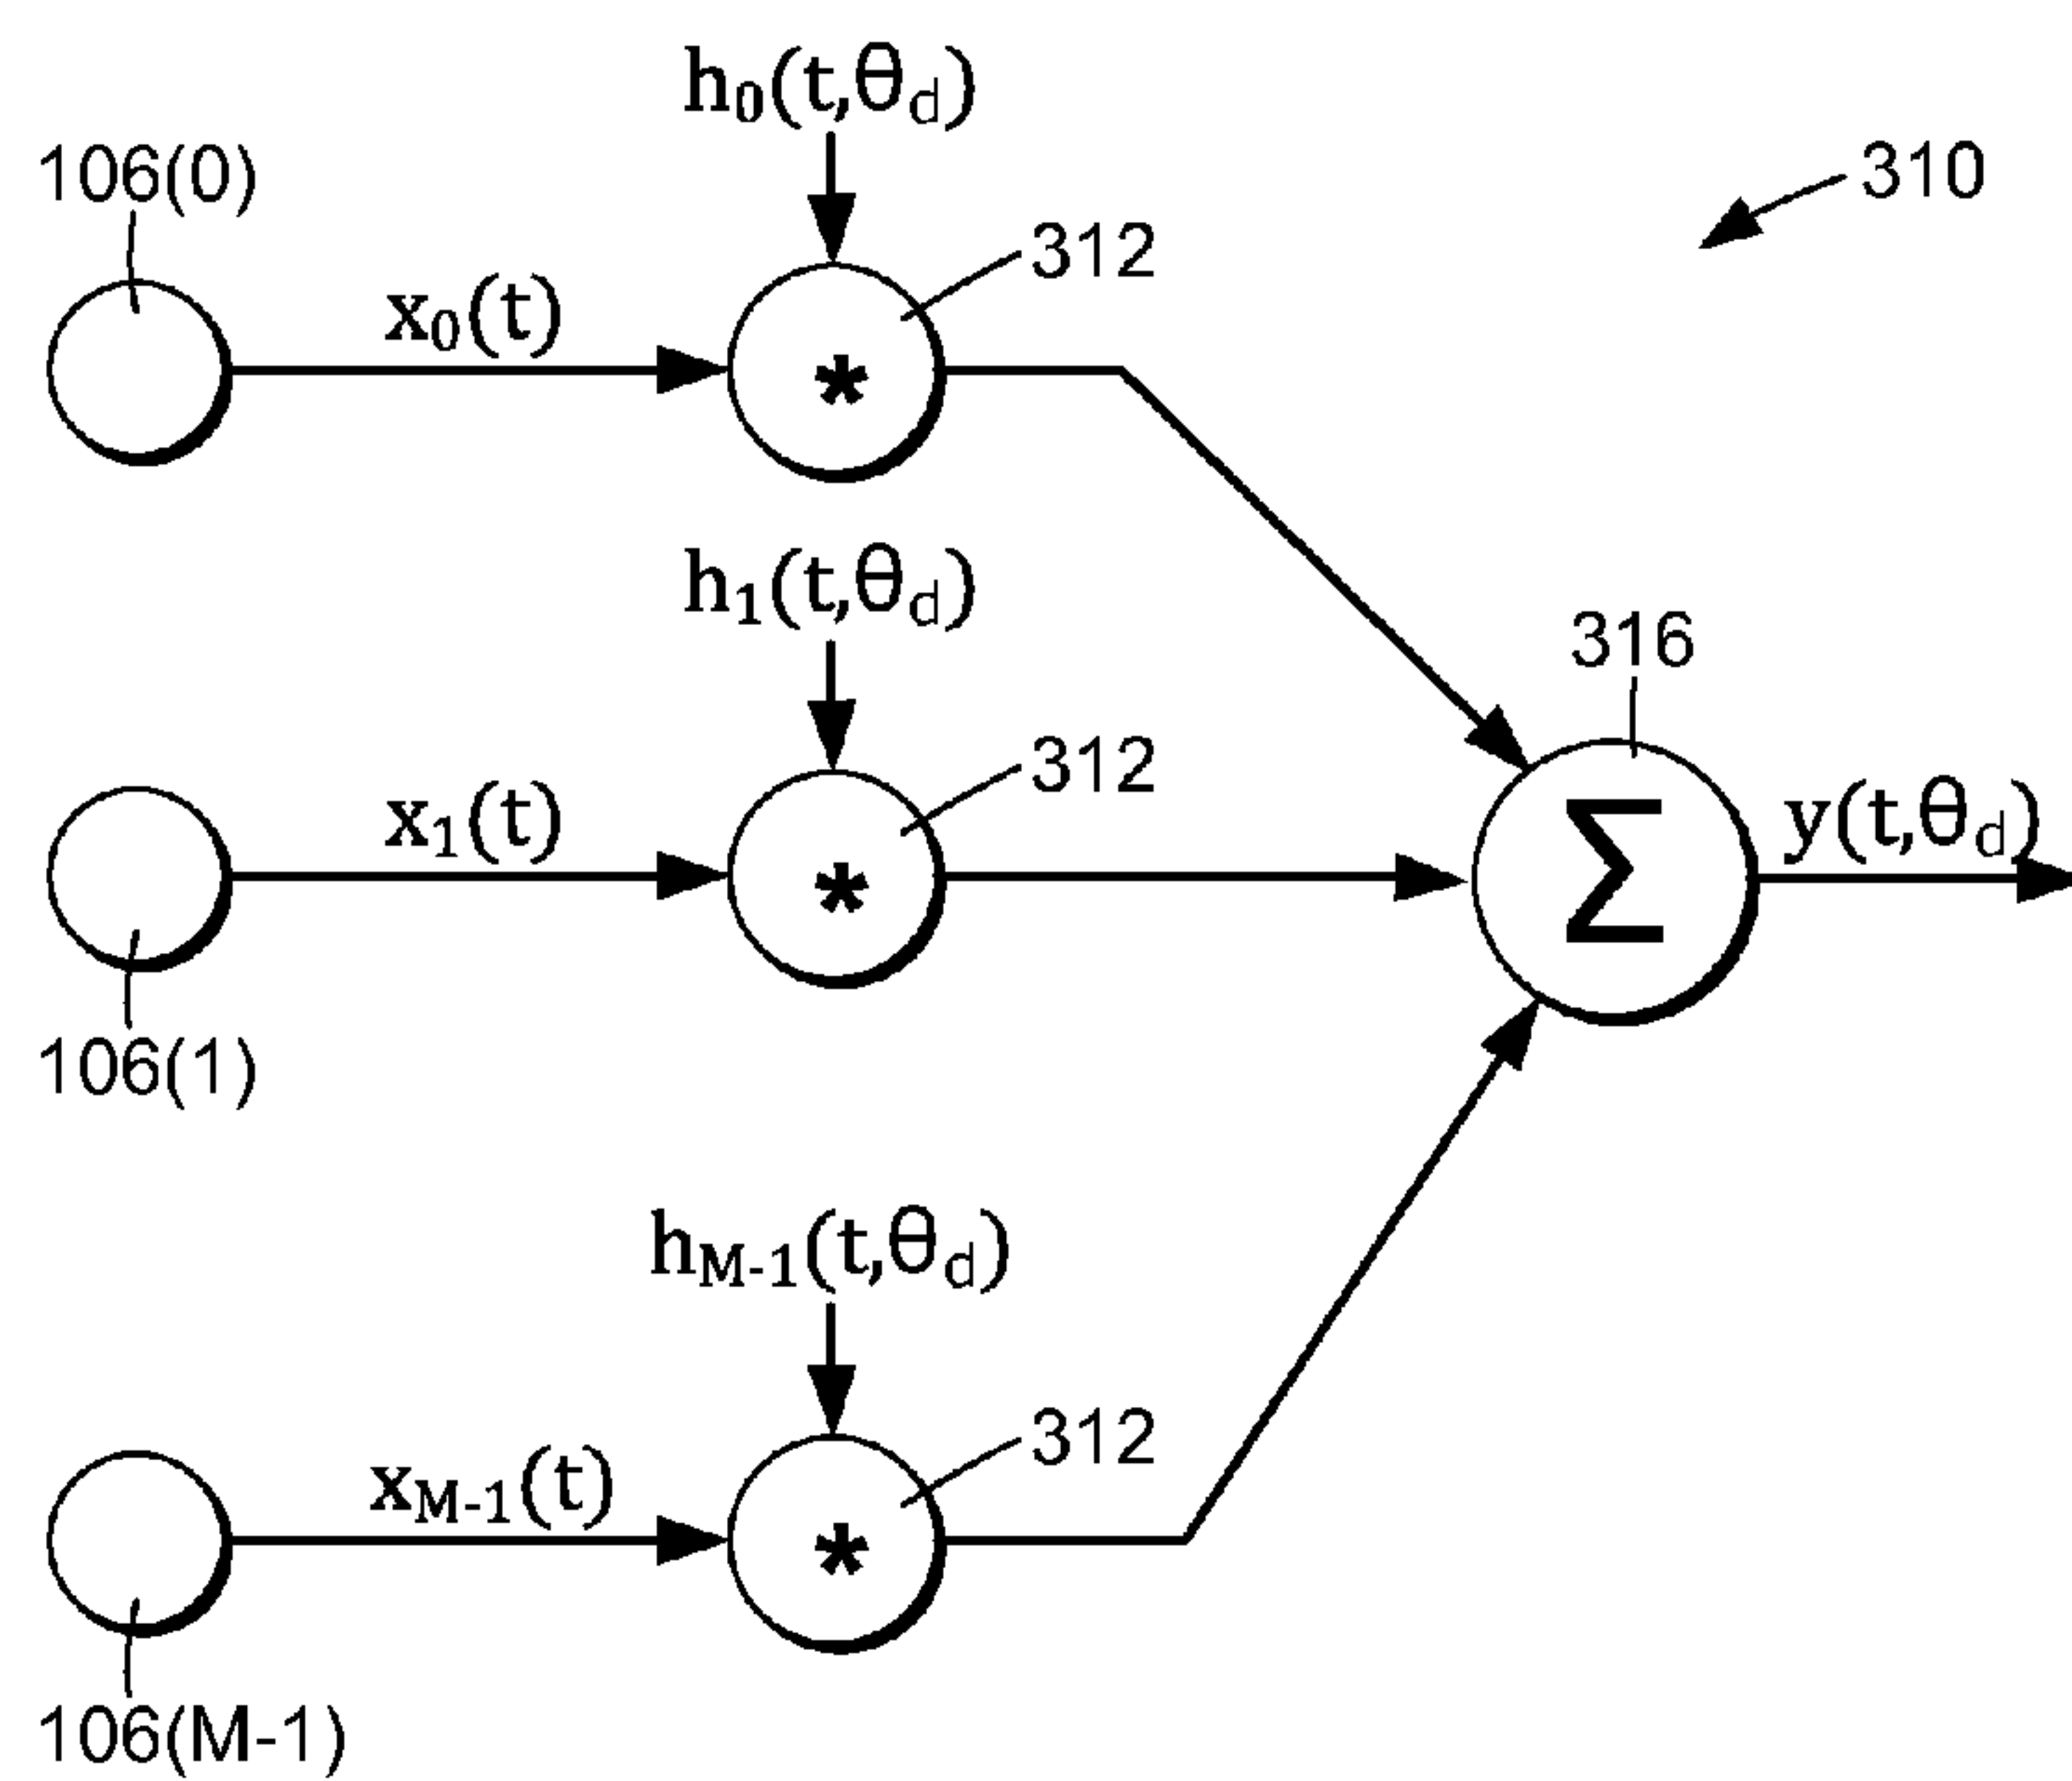 h₀(t,θd)
106(0)
310
312
x₀(t)
*
h₁(t,θd)
316
312
x₁(t)
y(t,θd)
*
Σ
106(1)
hM-1(t,θd)
312
xM-1(t)
*
106(M-1)